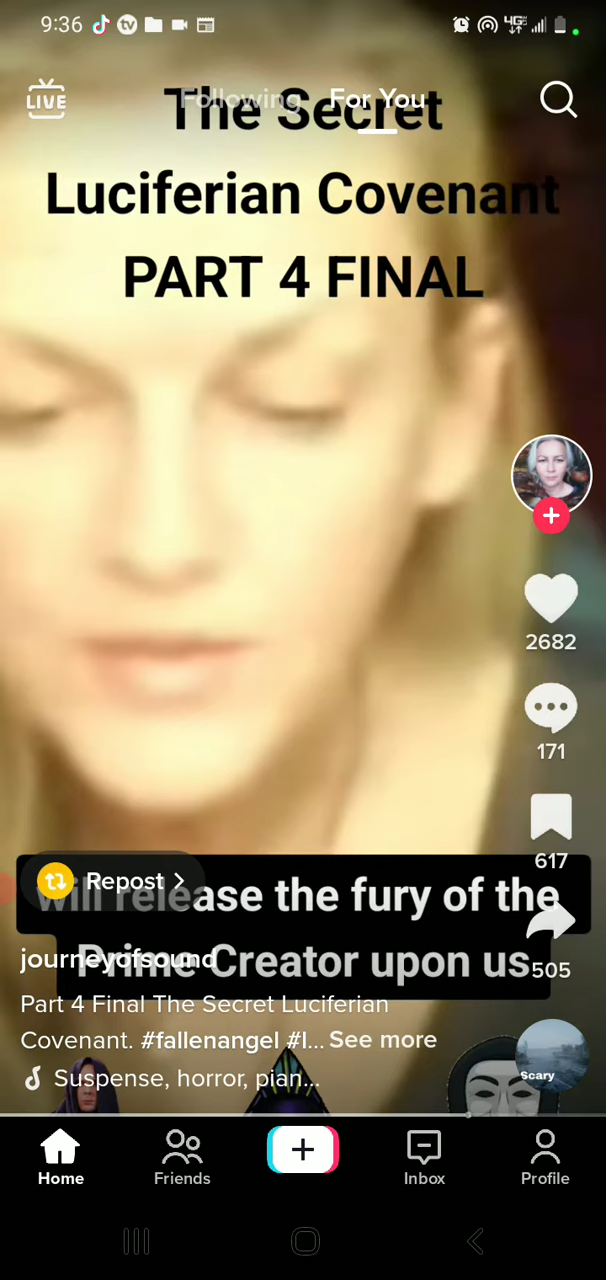 9:36
4G
LIVE
Following For You
The Secret
Luciferian Covenant
PART 4 FINAL
2682
171
617
Repost >
will release the fury of the
Prime Creator upon us
505
journeyofsound
Part 4 Final The Secret Luciferian
Covenant. #fallenangel #l... See more
Suspense, horror, pian...
Scary
Home Friends Inbox Profile